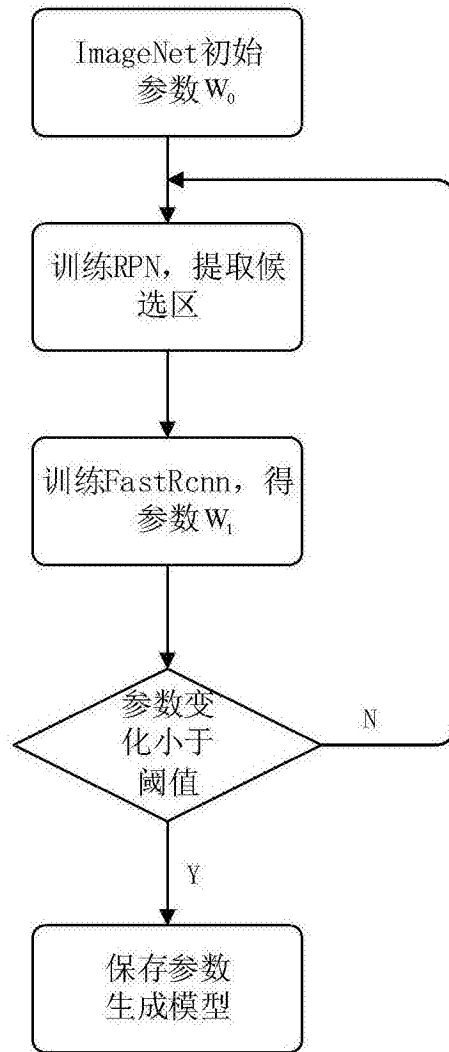 ImageNet初始
参数W₀
训练RPN，提取候
选区
训练FastRcnn，得
参数W₁
参数变
化小于
阈值
N
Y
保存参数
生成模型